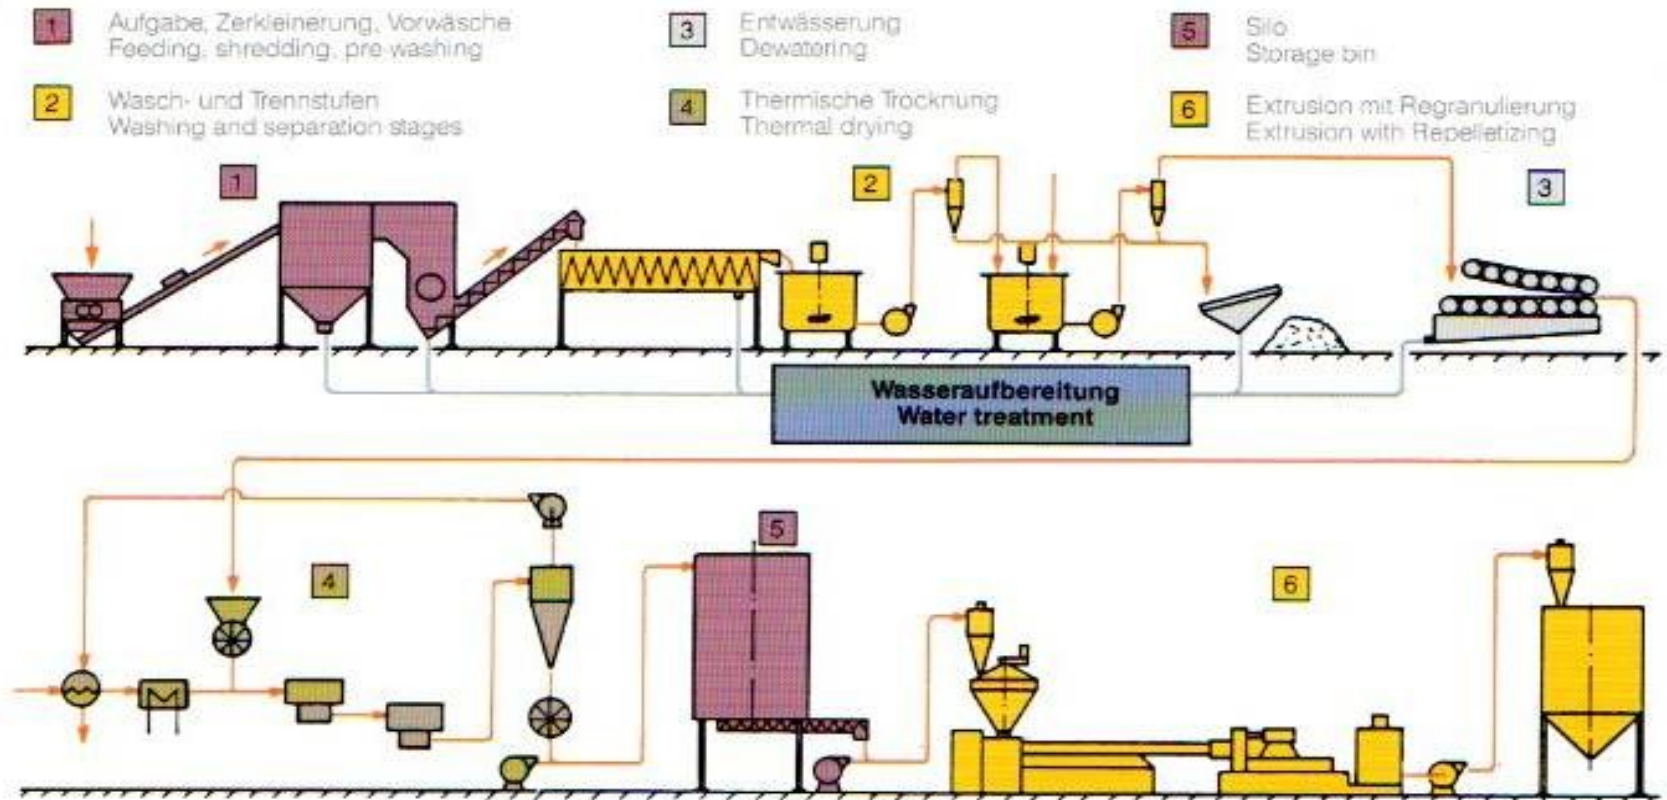 1
Aufgabe, Zerkleinerung, Vorwäsche
Feeding, shredding, pre washing
2
Wasch- und Trennstufen
Washing and separation stages
3
Entwässerung
Dewatering
4
Thermische Trocknung
Thermal drying
5
Silo
Storage bin
6
Extrusion mit Regranulierung
Extrusion with Repelletizing
1
2
3
Wasseraufbereitung
Water treatment
4
5
6